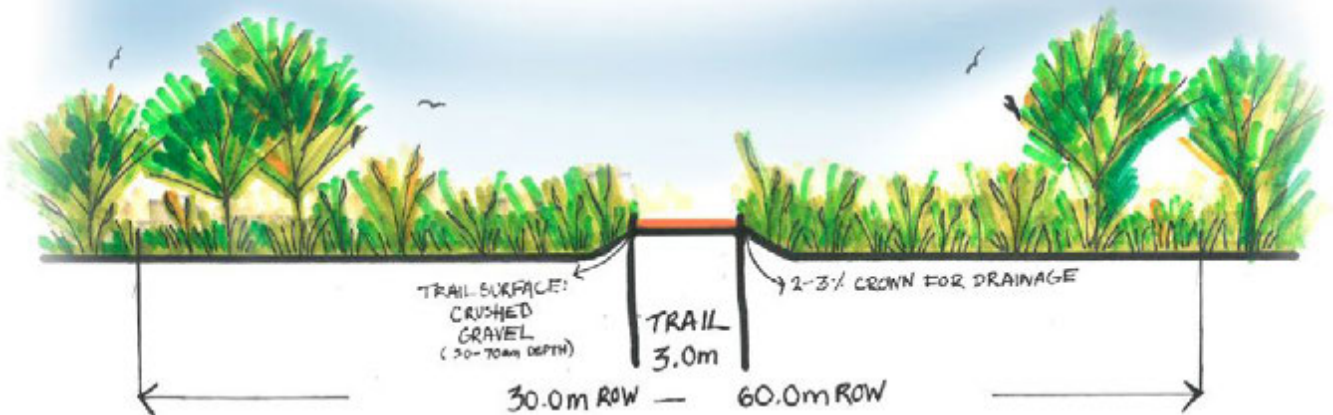 TRAIL SURFACE:
CRUSHED
GRAVEL
(50-70mm DEPTH)
2-3% CROWN FOR DRAINAGE
TRAIL
3.0m
30.0m ROW — 60.0m ROW